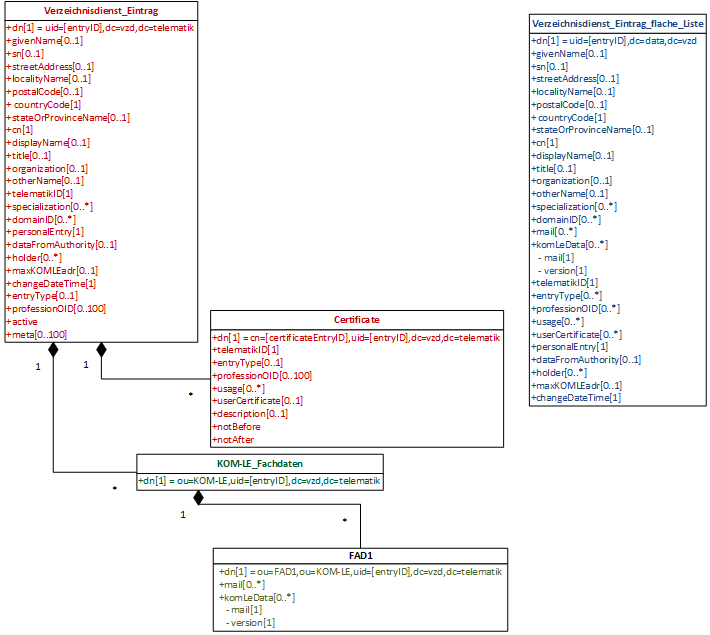 Verzeichnisdienst_Eintrag
+dn[1] = uid=[entryID],dc=vzd,dc=telematik
+givenName[0..1]
+sn[0..1]
+streetAddress[0..1]
+localityName[0..1]
+postalCode[0..1]
+ countryCode[1]
+stateOrProvinceName[0..1]
+cn[1]
+displayName[0..1]
+title[0..1]
+organization[0..1]
+otherName[0..1]
+telematikID[1]
+specialization[0..*]
+domainID[0..*]
+personalEntry[1]
+dataFromAuthority[0..1]
+holder[0..*]
+maxKOMLEadr[0..1]
+changeDateTime[1]
+entryType[0..1]
+professionOID[0..100]
+active
+meta[0..100]
1
1
*
*
Certificate
+dn[1] = cn=[certificateEntryID],uid=[entryID],dc=vzd,dc=telematik
+telematikID[1]
+entryType[0..1]
+professionOID[0..100]
+usage[0..*]
+userCertificate[0..1]
+description[0..1]
+notBefore
+notAfter
KOM-LE_Fachdaten
+dn[1] = ou=KOM-LE,uid=[entryID],dc=vzd,dc=telematik
1
*
FAD1
+dn[1] = ou=FAD1,ou=KOM-LE,uid=[entryID],dc=vzd,dc=telematik
+mail[0..*]
+komLeData[0..*]
- mail[1]
- version[1]
Verzeichnisdienst_Eintrag_flache_Liste
+dn[1] = uid=[entryID],dc=data,dc=vzd
+givenName[0..1]
+sn[0..1]
+streetAddress[0..1]
+localityName[0..1]
+postalCode[0..1]
+ countryCode[1]
+stateOrProvinceName[0..1]
+cn[1]
+displayName[0..1]
+title[0..1]
+organization[0..1]
+otherName[0..1]
+specialization[0..*]
+domainID[0..*]
+mail[0..*]
+komLeData[0..*]
- mail[1]
- version[1]
+telematikID[1]
+entryType[0..*]
+professionOID[0..*]
+usage[0..*]
+userCertificate[0..*]
+personalEntry[1]
+dataFromAuthority[0..1]
+holder[0..*]
+maxKOMLEadr[0..1]
+changeDateTime[1]